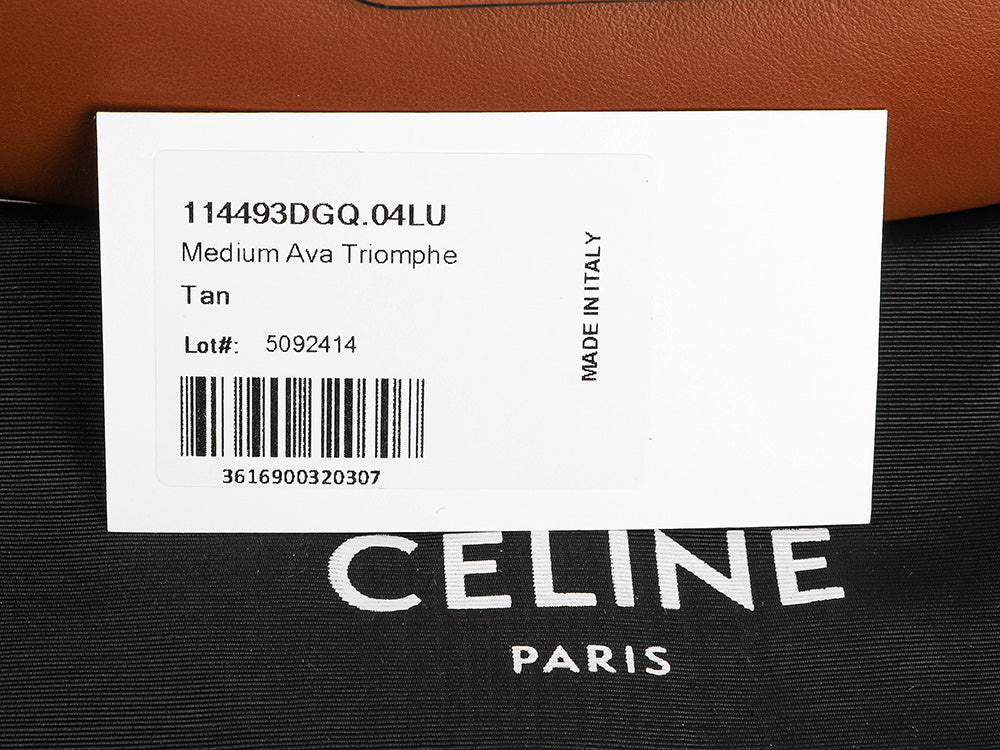 114493DGQ.04LU
Medium Ava Triomphe
Tan
Lot#: 5092414
3616900320307
MADE IN ITALY
CELINE
PARIS